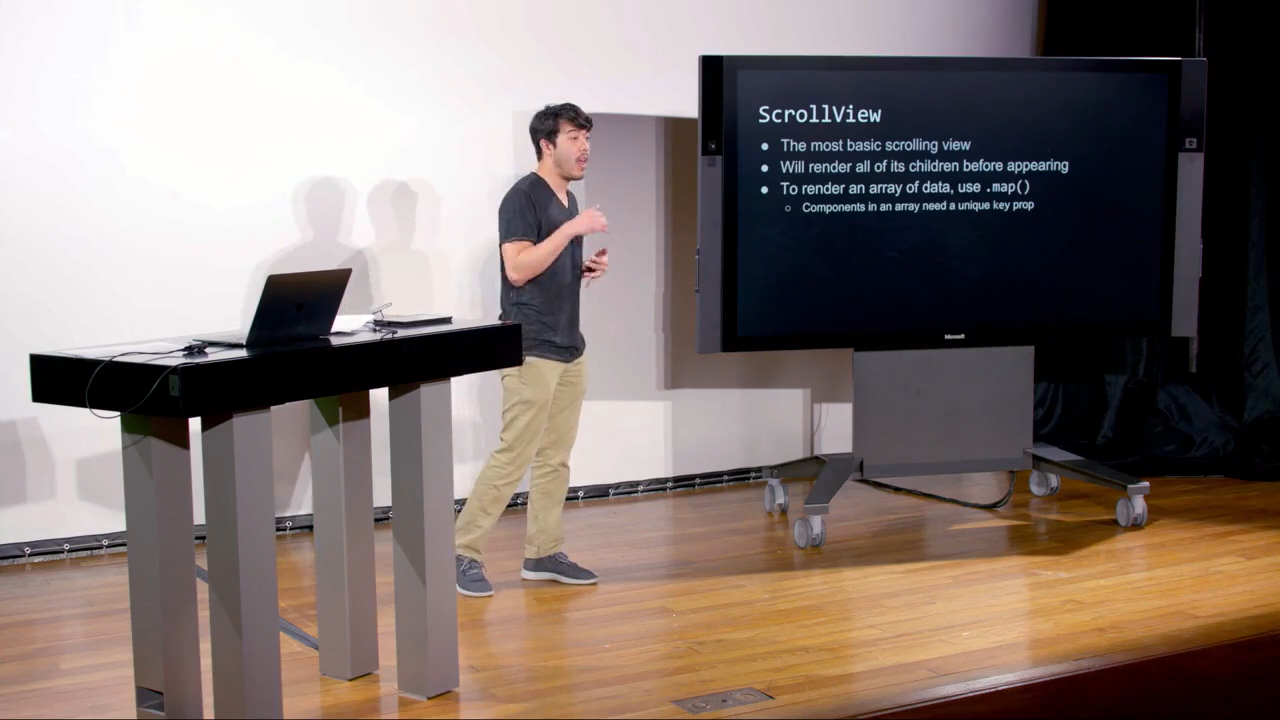 ScrollView
● The most basic scrolling view
● Will render all of its children before appearing
● To render an array of data, use .map()
○ Components in an array need a unique key prop
Microsoft